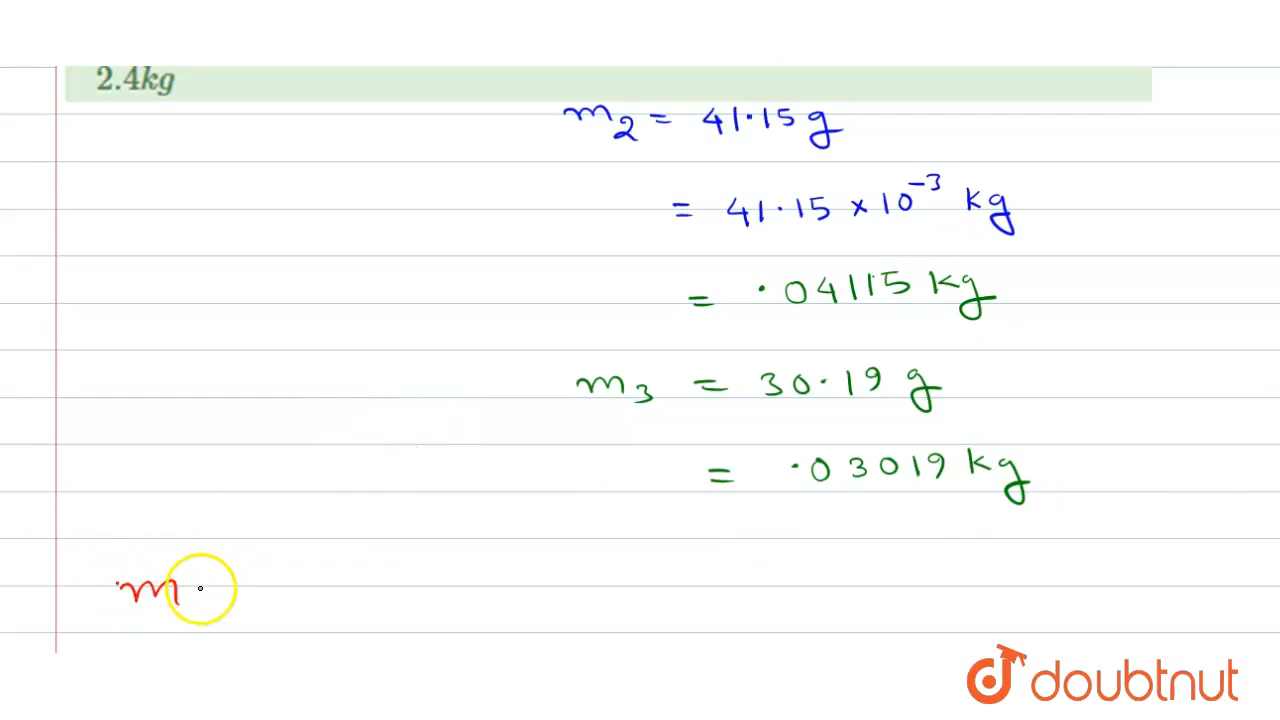 2.4kg
m₂ = 41.15 g
= 41.15 × 10⁻³ kg
= .04115 kg
m₃ = 30.19 g
= .03019 kg
m
doubtnut